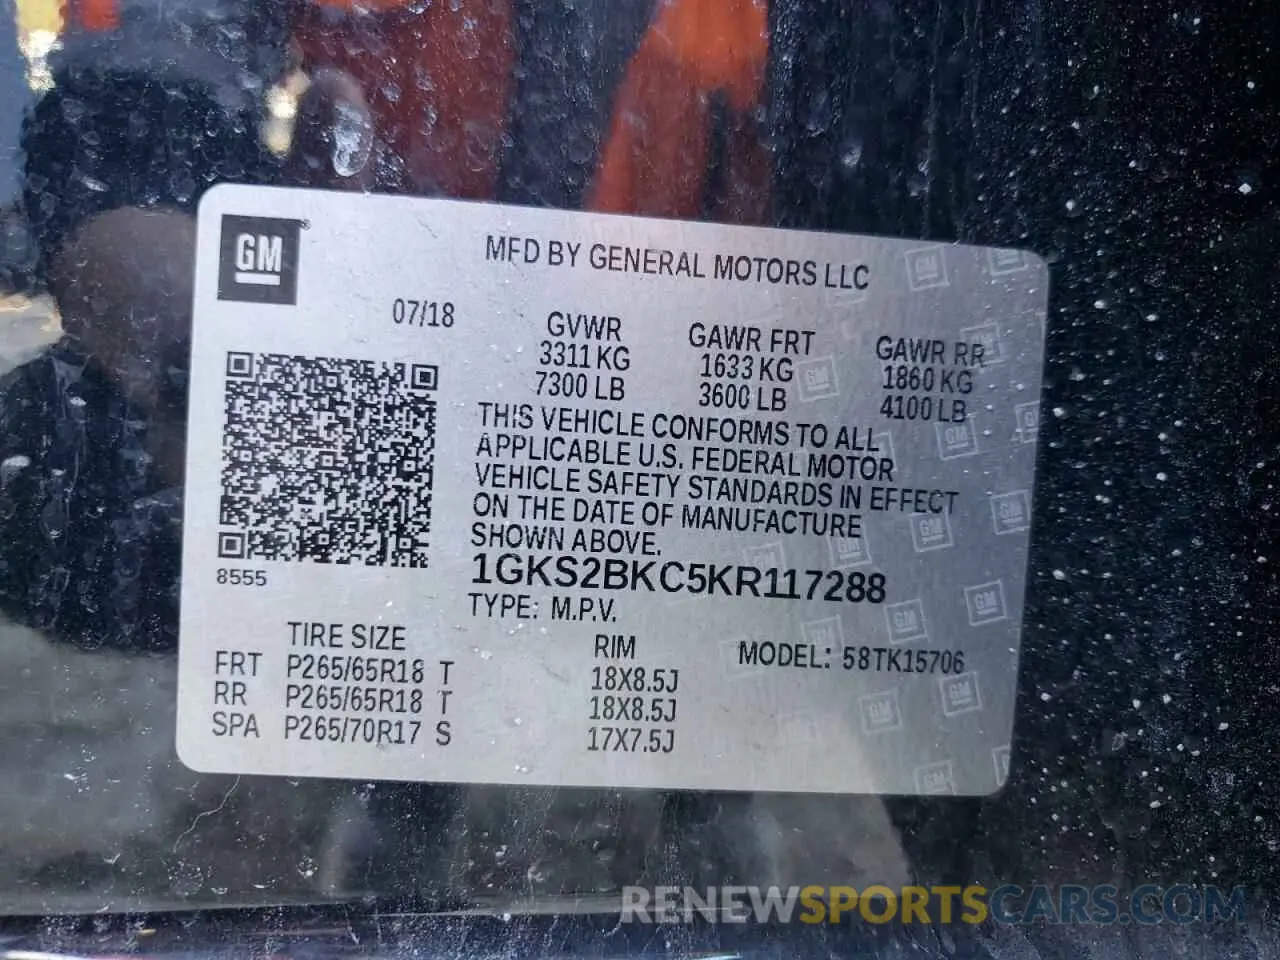 GM
MFD BY GENERAL MOTORS LLC
07/18
GVWR
3311 KG
7300 LB
GAWR FRT
1633 KG
3600 LB
GAWR RR
1860 KG
4100 LB
THIS VEHICLE CONFORMS TO ALL
APPLICABLE U.S. FEDERAL MOTOR
VEHICLE SAFETY STANDARDS IN EFFECT
ON THE DATE OF MANUFACTURE
SHOWN ABOVE.
8555
1GKS2BKC5KR117288
TYPE: M.P.V.
TIRE SIZE
RIM
MODEL: 58TK15706
FRT P265/65R18 T 18X8.5J
RR P265/65R18 T 18X8.5J
SPA P265/70R17 S 17X7.5J
RENEWSPORTSCARS.COM